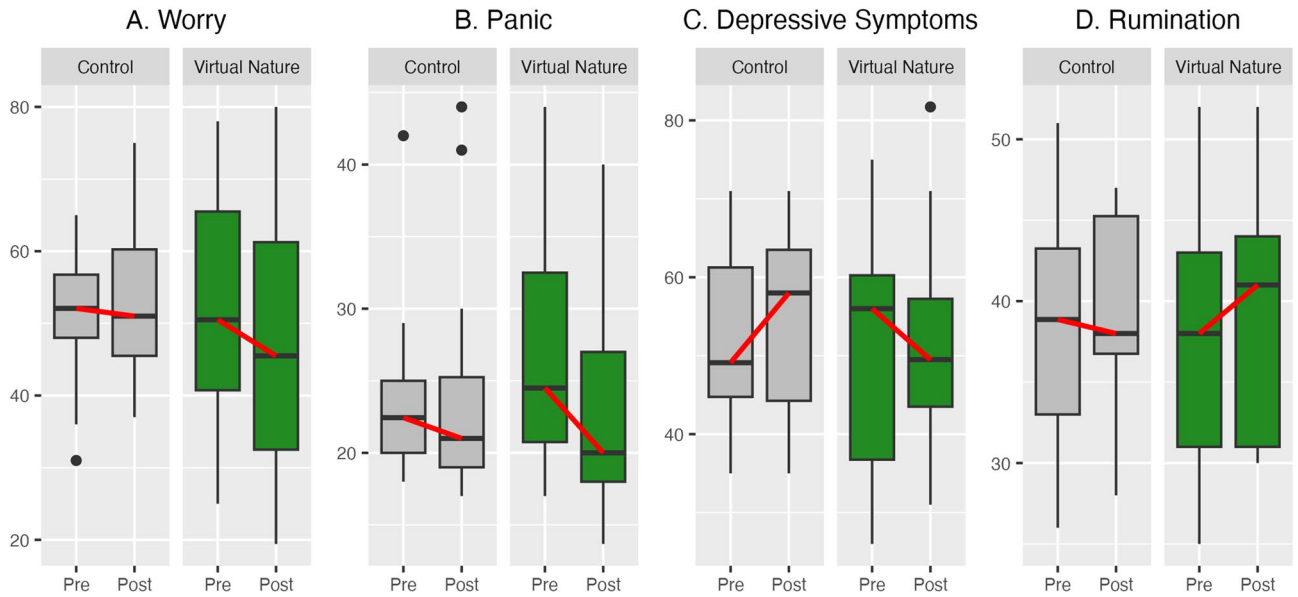 A. Worry
Control
Virtual Nature
80
60
40
20
Pre
Post
Pre
Post
B. Panic
Control
Virtual Nature
40
30
20
Pre
Post
Pre
Post
C. Depressive Symptoms
Control
Virtual Nature
80
60
40
Pre
Post
Pre
Post
D. Rumination
Control
Virtual Nature
50
40
30
Pre
Post
Pre
Post